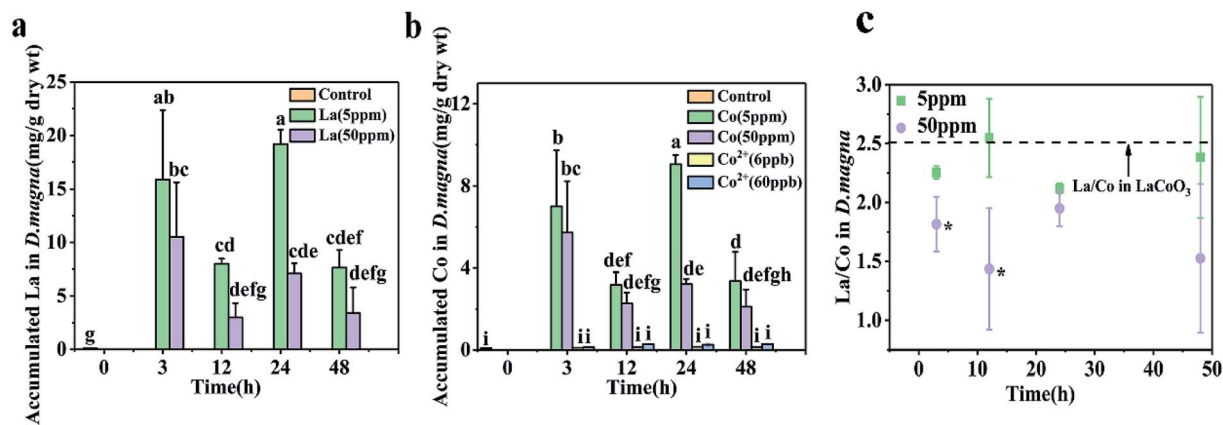 a
Accumulated La in D.magna(mg/g dry wt)
25
20
15
10
5
0
Control
La(5ppm)
La(50ppm)
g
ab
bc
cd
defg
a
cde
cdef
defg
0
3
12
24
48
Time(h)
b
Accumulated Co in D.magna(mg/g dry wt)
12
8
4
0
Control
Co(5ppm)
Co(50ppm)
Co²⁺(6ppb)
Co²⁺(60ppb)
i
b
bc
i i
def
defg
i i
a
de
i i
d
defgh
i i
0
3
12
24
48
Time(h)
c
La/Co in D.magna
3.0
2.5
2.0
1.5
1.0
5ppm
50ppm
La/Co in LaCoO₃
*
*
0
10
20
30
40
50
Time(h)